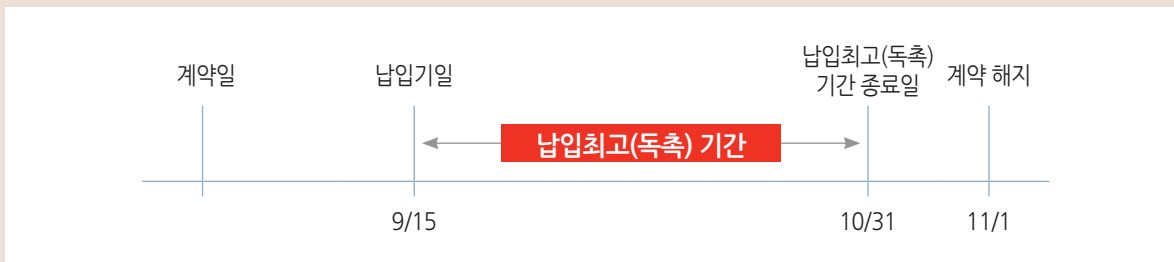 계약일
납입기일
납입최고(독촉)
기간 종료일
계약 해지
납입최고(독촉) 기간
9/15
10/31
11/1